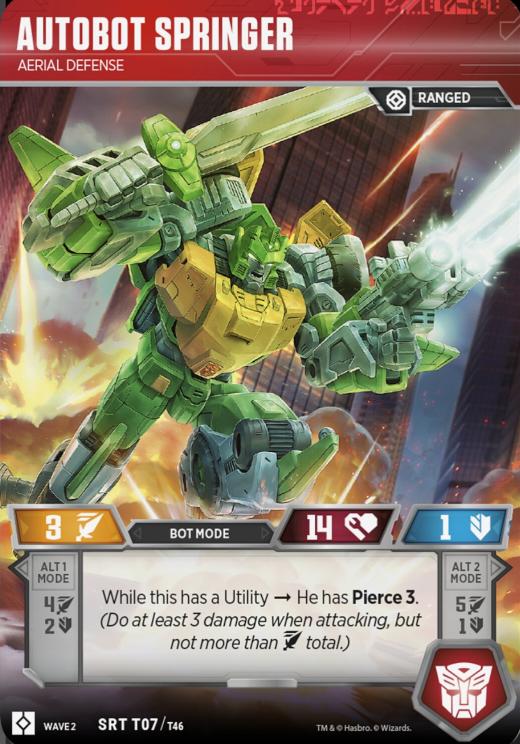 AUTOBOT SPRINGER
AERIAL DEFENSE
RANGED
3
BOT MODE
14
1
ALT 1
MODE
4
2
While this has a Utility → He has Pierce 3.
(Do at least 3 damage when attacking, but
not more than total.)
ALT 2
MODE
5
1
WAVE 2
SRT T07/T46
TM & © Hasbro. © Wizards.